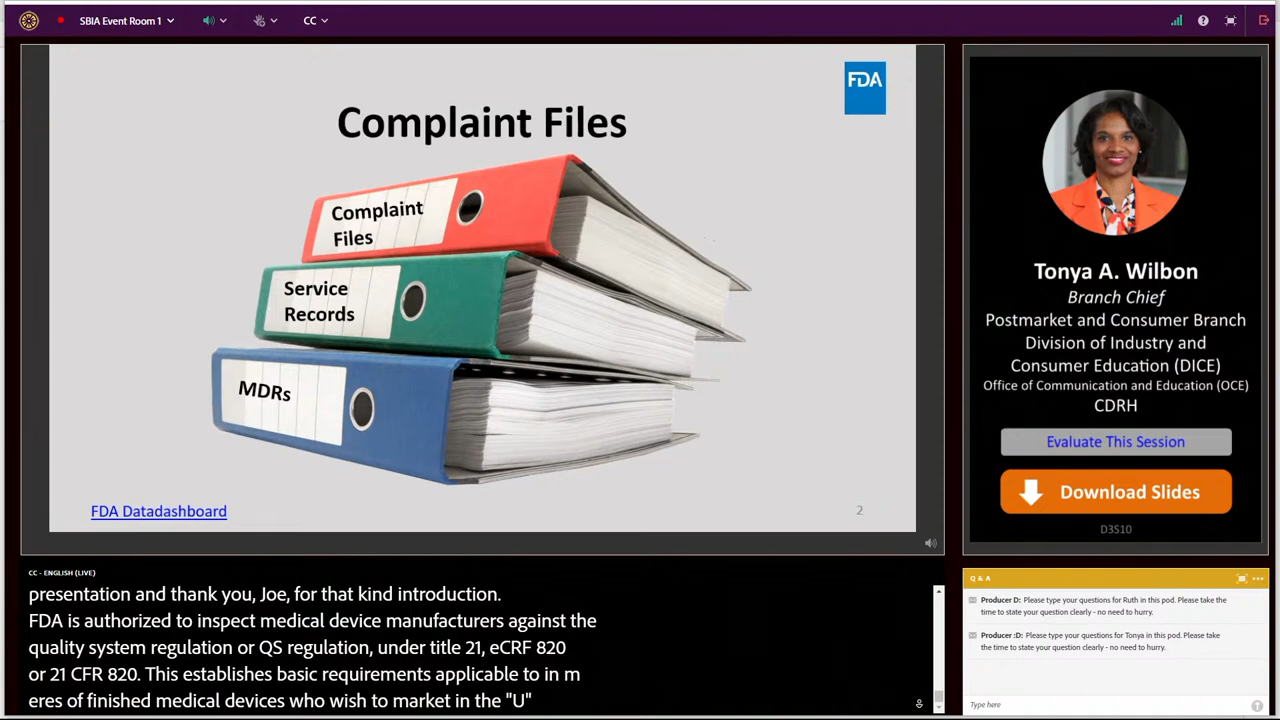 SBIA Event Room 1
CC
FDA
Complaint Files
Complaint
Files
Service
Records
MDRs
FDA Datadashboard
2
Tonya A. Wilbon
Branch Chief
Postmarket and Consumer Branch
Division of Industry and
Consumer Education (DICE)
Office of Communication and Education (OCE)
CDRH
Evaluate This Session
Download Slides
D3S10
CC - ENGLISH (LIVE)
presentation and thank you, Joe, for that kind introduction.
FDA is authorized to inspect medical device manufacturers against the
quality system regulation or QS regulation, under title 21, eCRF 820
or 21 CFR 820. This establishes basic requirements applicable to in m
eres of finished medical devices who wish to market in the "U"
Q & A
Producer D: Please type your questions for Ruth in this pod. Please take the
time to state your question clearly - no need to hurry.
Producer :D: Please type your questions for Tonya in this pod. Please take
the time to state your question clearly - no need to hurry.
Type here